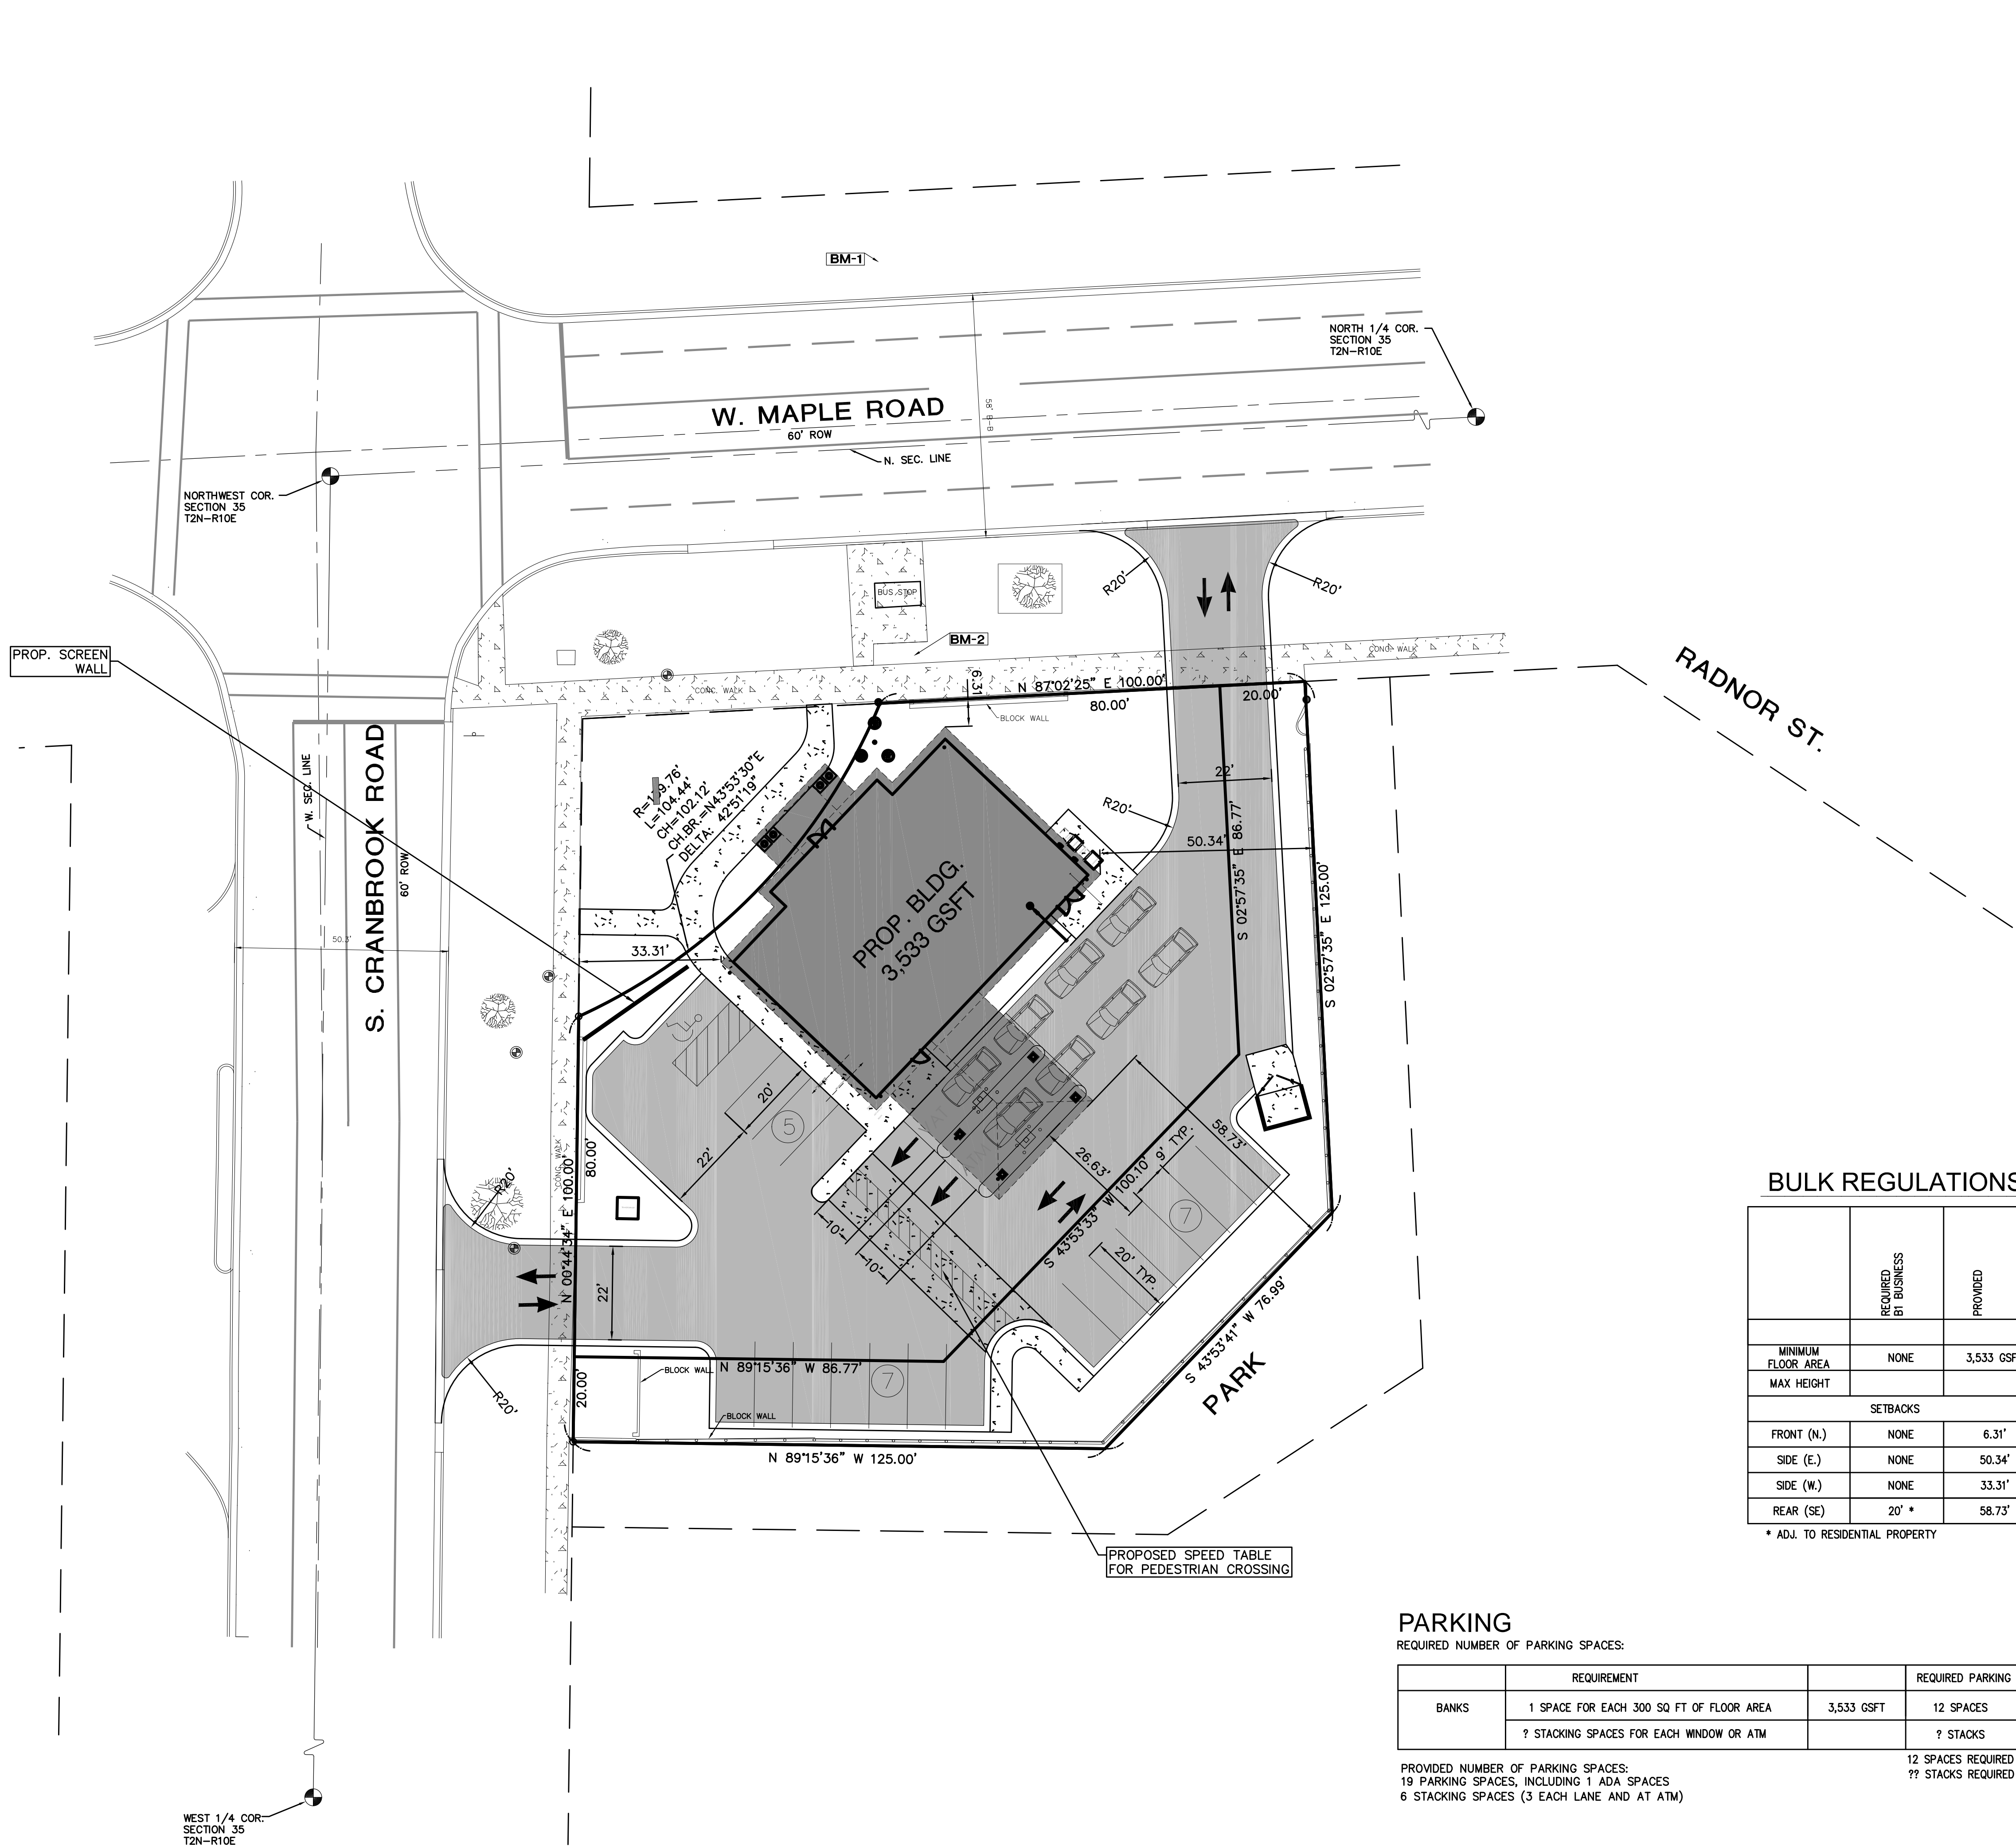 BM-1
NORTH 1/4 COR.
SECTION 35
T2N-R10E
W. MAPLE ROAD
60' ROW
58' B-B
N. SEC. LINE
NORTHWEST COR.
SECTION 35
T2N-R10E
BUS STOP
R20'
R20'
BM-2
CONC. WALK
PROP. SCREEN
WALL
RADNOR ST.
CONC. WALK
6.31'
N 87°02'25" E 100.00'
80.00'
20.00'
BLOCK WALL
S. CRANBROOK ROAD
60' ROW
W. SEC. LINE
L=104.44'
CH=102.12'
CH.BR.=N43°53'30"E
DELTA: 42°51'19"
22'
R20'
50.34'
S 02°57'35" E 86.77'
S 02°57'35" E 125.00'
PROP. BLDG.
3,533 GSFT
33.31'
50.3'
20'
5
22'
58.73'
26.63'
9' TYP.
S 43°53'33" W 100.10'
7
20' TYP.
10'
10'
CONC. WALK
80.00'
N 00°44'34" E 100.00'
R20'
22'
S 43°53'41" W 76.99'
PARK
N 89°15'36" W 86.77'
BLOCK WALL
7
20.00'
R20'
BLOCK WALL
N 89°15'36" W 125.00'
PROPOSED SPEED TABLE
FOR PEDESTRIAN CROSSING
BULK REGULATIONS
REQUIRED
B1 BUSINESS
PROVIDED
MINIMUM
FLOOR AREA NONE 3,533
MAX HEIGHT
SETBACKS
FRONT (N.) NONE 6.31'
SIDE (E.) NONE 50.34'
SIDE (W.) NONE 33.31'
REAR (SE) 20' * 58.73'
* ADJ. TO RESIDENTIAL PROPERTY
PARKING
REQUIRED NUMBER OF PARKING SPACES:
REQUIREMENT REQUIRED PARKING
BANKS 1 SPACE FOR EACH 300 SQ FT OF FLOOR AREA 3,533 GSFT 12 SPACES
? STACKING SPACES FOR EACH WINDOW OR ATM ? STACKS
12 SPACES REQUIRED
?? STACKS REQUIRED
PROVIDED NUMBER OF PARKING SPACES:
19 PARKING SPACES, INCLUDING 1 ADA SPACES
6 STACKING SPACES (3 EACH LANE AND AT ATM)
WEST 1/4 COR.
SECTION 35
T2N-R10E